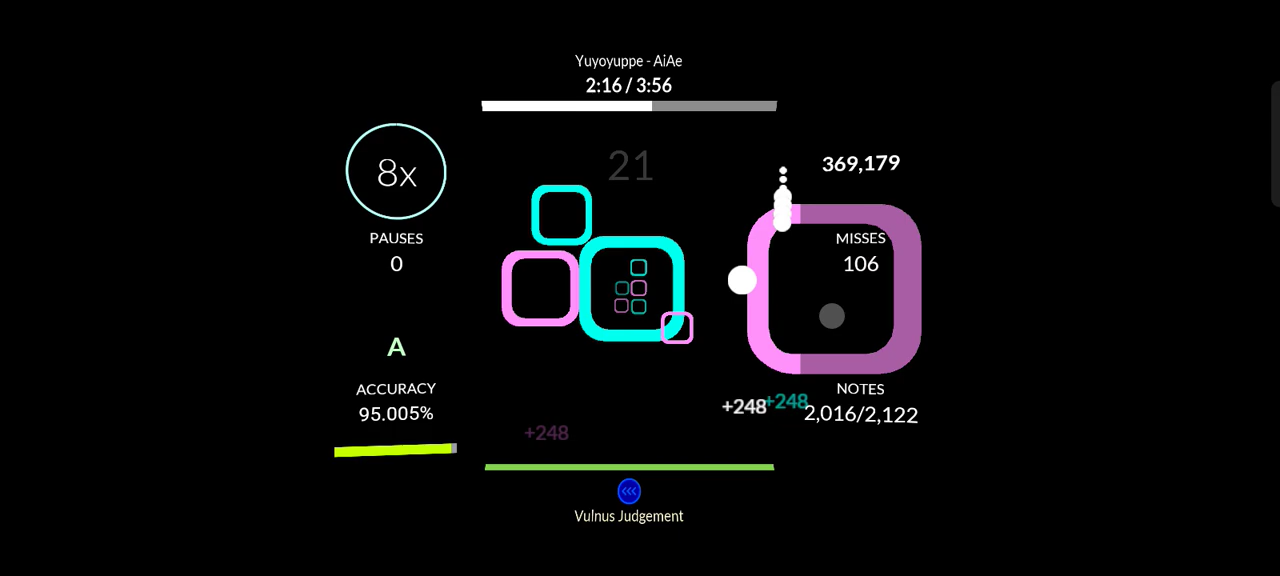 Yuyoyuppe - AiAe
2:16 / 3:56
8x
21
369,179
PAUSES
0
MISSES
106
A
ACCURACY
95.005%
NOTES
2,016/2,122
+248
+248
+248
Vulnus Judgement